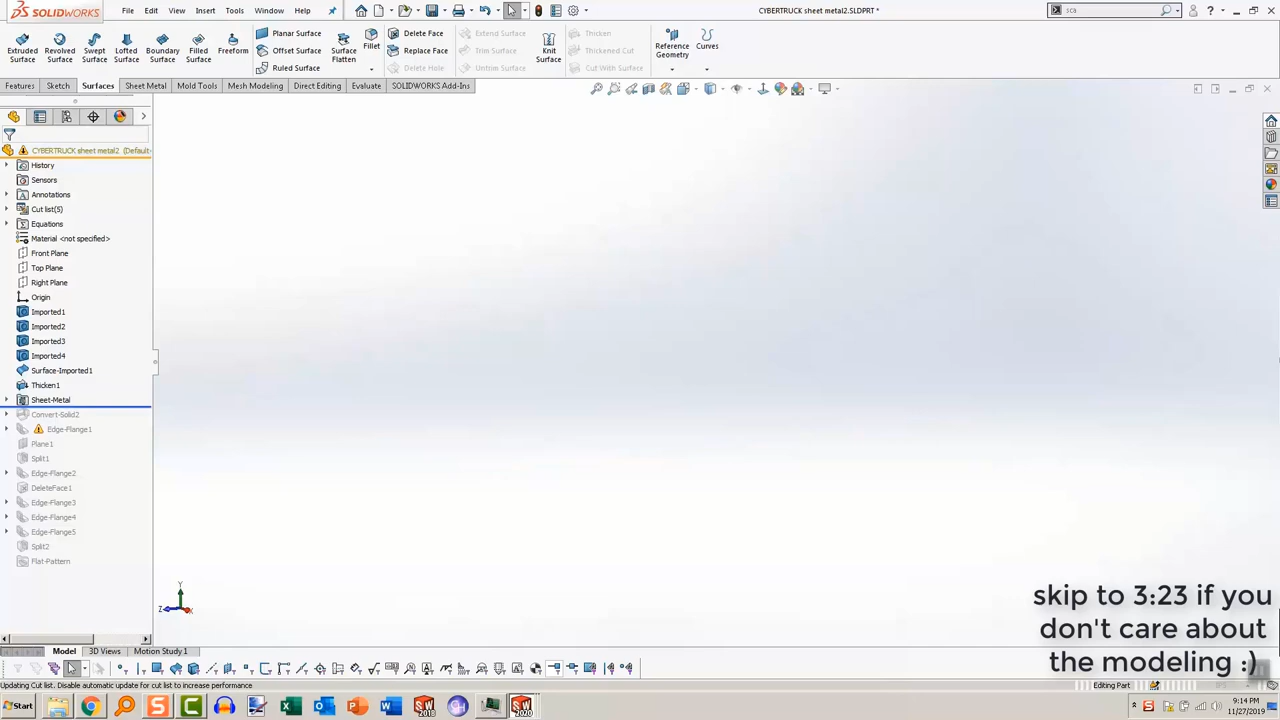 SOLIDWORKS File Edit View Insert Tools Window Help CYBERTRUCK sheet metal2.SLDPRT * sca
Extruded Surface Revolved Surface Swept Surface Lofted Surface Boundary Surface Filled Surface Freeform Planar Surface Offset Surface Ruled Surface Surface Flatten Fillet Delete Face Replace Face Delete Hole Extend Surface Trim Surface Untrim Surface Knit Surface Thicken Thickened Cut Cut With Surface Reference Geometry Curves
Features Sketch Surfaces Sheet Metal Mold Tools Mesh Modeling Direct Editing Evaluate SOLIDWORKS Add-Ins
CYBERTRUCK sheet metal2 (Default-
History
Sensors
Annotations
Cut list(5)
Equations
Material <not specified>
Front Plane
Top Plane
Right Plane
Origin
Imported1
Imported2
Imported3
Imported4
Surface-Imported1
Thicken1
Sheet-Metal
Convert-Solid2
Edge-Flange1
Plane1
Split1
Edge-Flange2
DeleteFace1
Edge-Flange3
Edge-Flange4
Edge-Flange5
Split2
Flat-Pattern
Y
Z X
skip to 3:23 if you
don't care about
the modeling :)
Model 3D Views Motion Study 1
Updating Cut list. Disable automatic update for cut list to increase performance. Editing Part
Start 2018 2020 9:14 PM
11/27/2019